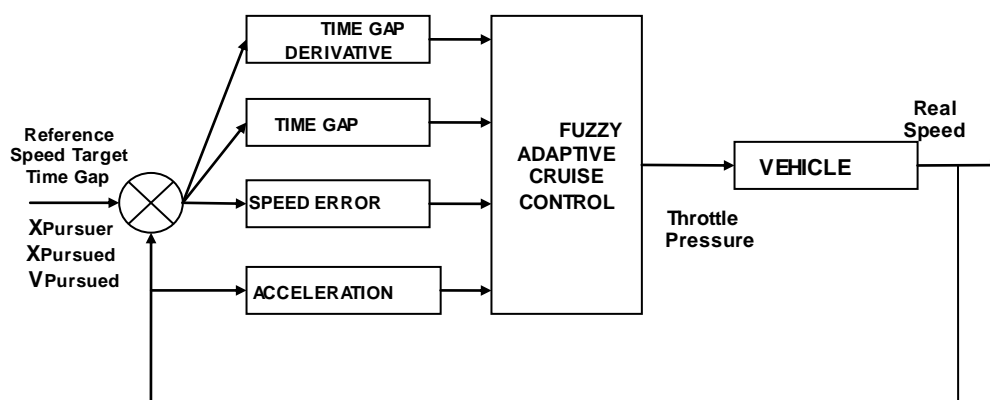 TIME GAP
DERIVATIVE
TIME GAP
SPEED ERROR
ACCELERATION
Reference
Speed Target
Time Gap
XPursuer
XPursued
VPursued
FUZZY
ADAPTIVE
CRUISE
CONTROL
Throttle
Pressure
VEHICLE
Real
Speed